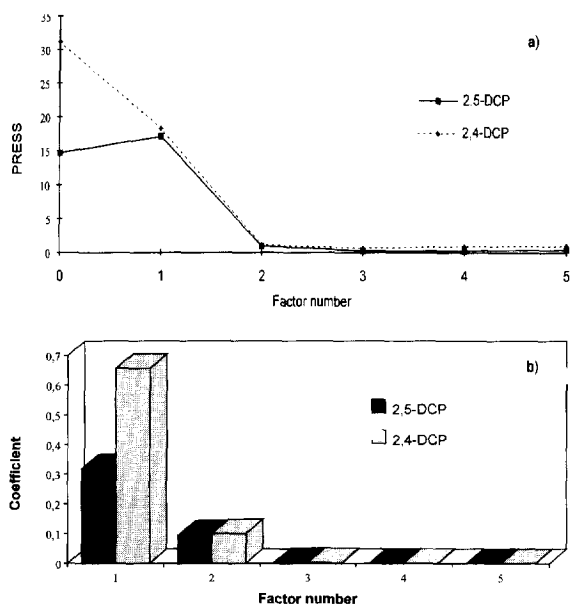 a)
35
30
25
20
15
10
5
0
PRESS
2,5-DCP
2,4-DCP
0 1 2 3 4 5
Factor number
b)
0,7
0,6
0,5
0,4
0,3
0,2
0,1
0
Coefficient
2,5-DCP
2,4-DCP
1 2 3 4 5
Factor number